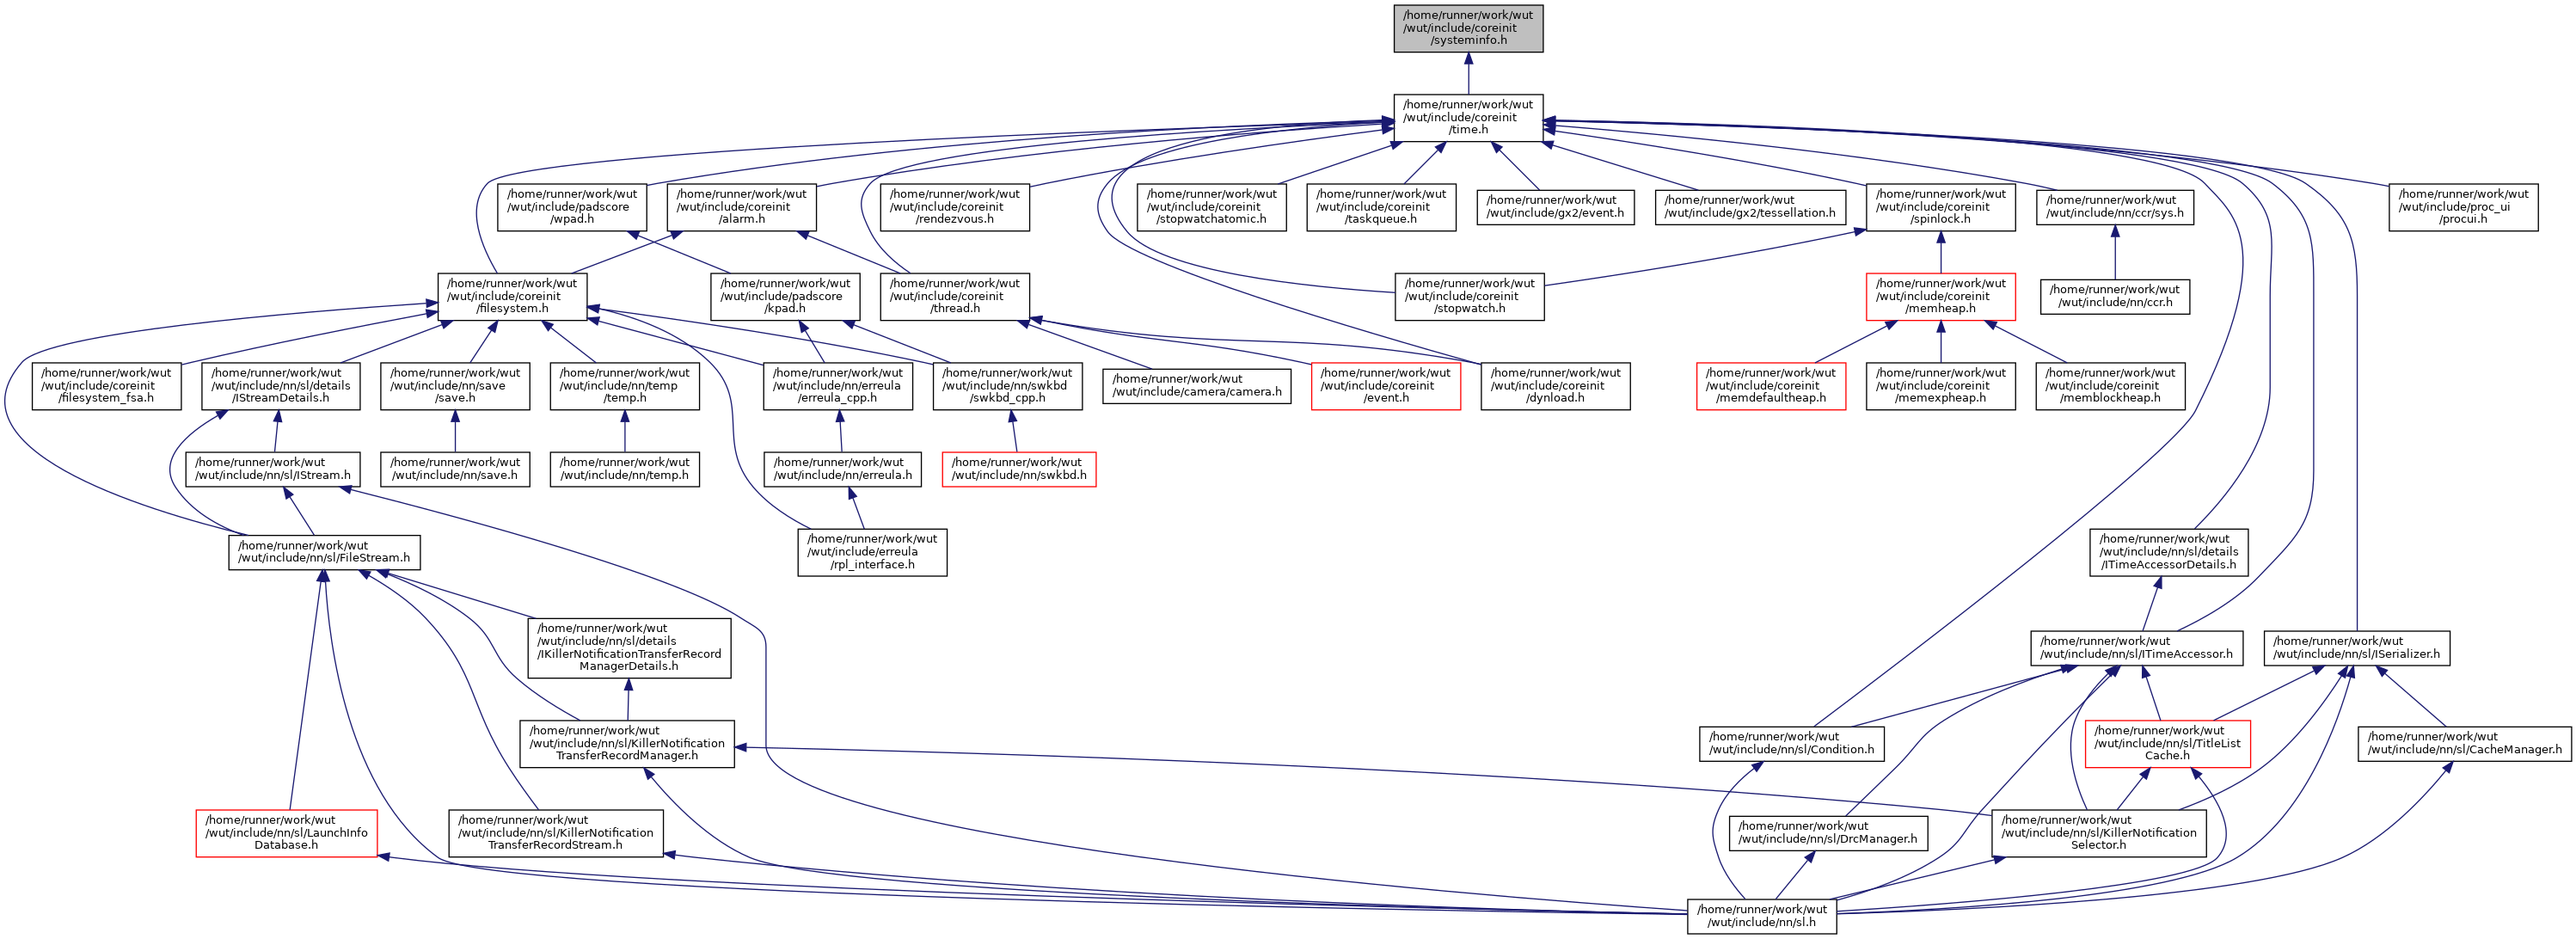 /home/runner/work/wut
/wut/include/coreinit
/systeminfo.h
/home/runner/work/wut
/wut/include/coreinit
/time.h
/home/runner/work/wut
/wut/include/padscore
/wpad.h
/home/runner/work/wut
/wut/include/coreinit
/alarm.h
/home/runner/work/wut
/wut/include/coreinit
/rendezvous.h
/home/runner/work/wut
/wut/include/coreinit
/stopwatchatomic.h
/home/runner/work/wut
/wut/include/coreinit
/taskqueue.h
/home/runner/work/wut
/wut/include/gx2/event.h
/home/runner/work/wut
/wut/include/gx2/tessellation.h
/home/runner/work/wut
/wut/include/coreinit
/spinlock.h
/home/runner/work/wut
/wut/include/nn/ccr/sys.h
/home/runner/work/wut
/wut/include/proc_ui
/procui.h
/home/runner/work/wut
/wut/include/coreinit
/filesystem.h
/home/runner/work/wut
/wut/include/padscore
/kpad.h
/home/runner/work/wut
/wut/include/coreinit
/thread.h
/home/runner/work/wut
/wut/include/coreinit
/stopwatch.h
/home/runner/work/wut
/wut/include/coreinit
/memheap.h
/home/runner/work/wut
/wut/include/nn/ccr.h
/home/runner/work/wut
/wut/include/coreinit
/filesystem_fsa.h
/home/runner/work/wut
/wut/include/nn/sl/details
/IStreamDetails.h
/home/runner/work/wut
/wut/include/nn/save
/save.h
/home/runner/work/wut
/wut/include/nn/temp
/temp.h
/home/runner/work/wut
/wut/include/nn/erreula
/erreula_cpp.h
/home/runner/work/wut
/wut/include/nn/swkbd
/swkbd_cpp.h
/home/runner/work/wut
/wut/include/camera/camera.h
/home/runner/work/wut
/wut/include/coreinit
/event.h
/home/runner/work/wut
/wut/include/coreinit
/dynload.h
/home/runner/work/wut
/wut/include/coreinit
/memdefaultheap.h
/home/runner/work/wut
/wut/include/coreinit
/memexpheap.h
/home/runner/work/wut
/wut/include/coreinit
/memblockheap.h
/home/runner/work/wut
/wut/include/nn/sl/IStream.h
/home/runner/work/wut
/wut/include/nn/save.h
/home/runner/work/wut
/wut/include/nn/temp.h
/home/runner/work/wut
/wut/include/nn/erreula.h
/home/runner/work/wut
/wut/include/nn/swkbd.h
/home/runner/work/wut
/wut/include/nn/sl/FileStream.h
/home/runner/work/wut
/wut/include/erreula
/rpl_interface.h
/home/runner/work/wut
/wut/include/nn/sl/details
/ITimeAccessorDetails.h
/home/runner/work/wut
/wut/include/nn/sl/details
/IKillerNotificationTransferRecord
ManagerDetails.h
/home/runner/work/wut
/wut/include/nn/sl/ITimeAccessor.h
/home/runner/work/wut
/wut/include/nn/sl/ISerializer.h
/home/runner/work/wut
/wut/include/nn/sl/KillerNotification
TransferRecordManager.h
/home/runner/work/wut
/wut/include/nn/sl/Condition.h
/home/runner/work/wut
/wut/include/nn/sl/TitleList
Cache.h
/home/runner/work/wut
/wut/include/nn/sl/CacheManager.h
/home/runner/work/wut
/wut/include/nn/sl/LaunchInfo
Database.h
/home/runner/work/wut
/wut/include/nn/sl/KillerNotification
TransferRecordStream.h
/home/runner/work/wut
/wut/include/nn/sl/DrcManager.h
/home/runner/work/wut
/wut/include/nn/sl/KillerNotification
Selector.h
/home/runner/work/wut
/wut/include/nn/sl.h